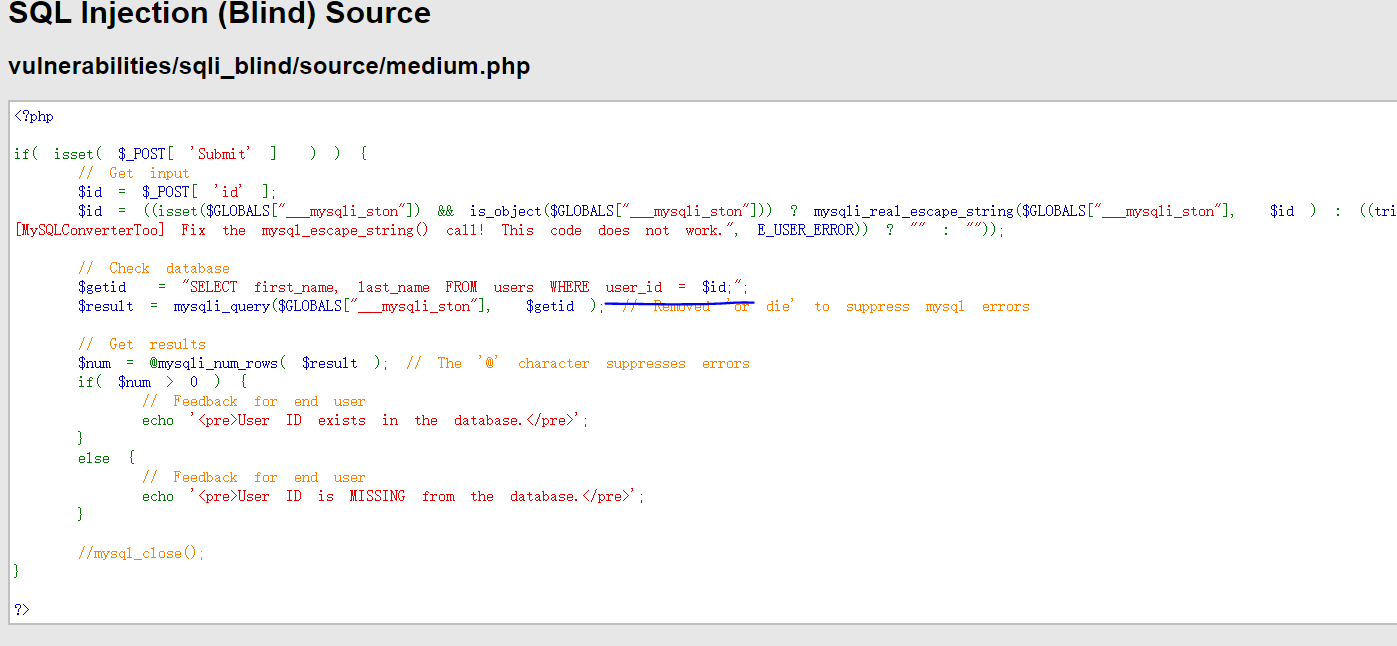 SQL Injection (Blind) Source
vulnerabilities/sqli_blind/source/medium.php
<?php
if( isset( $_POST[ 'Submit' ] ) ) {
// Get input
$id = $_POST[ 'id' ];
$id = ((isset($GLOBALS["___mysqli_ston"]) && is_object($GLOBALS["___mysqli_ston"])) ? mysqli_real_escape_string($GLOBALS["___mysqli_ston"], $id ) : ((tri
[MySQLConverterToo] Fix the mysql_escape_string() call! This code does not work.", E_USER_ERROR)) ? "" : ""));
// Check database
$getid = "SELECT first_name, last_name FROM users WHERE user_id = $id;";
$result = mysqli_query($GLOBALS["___mysqli_ston"], $getid ); // Removed 'or die' to suppress mysql errors
// Get results
$num = @mysqli_num_rows( $result ); // The '@' character suppresses errors
if( $num > 0 ) {
// Feedback for end user
echo '<pre>User ID exists in the database.</pre>';
}
else {
// Feedback for end user
echo '<pre>User ID is MISSING from the database.</pre>';
}
//mysql_close();
}
?>